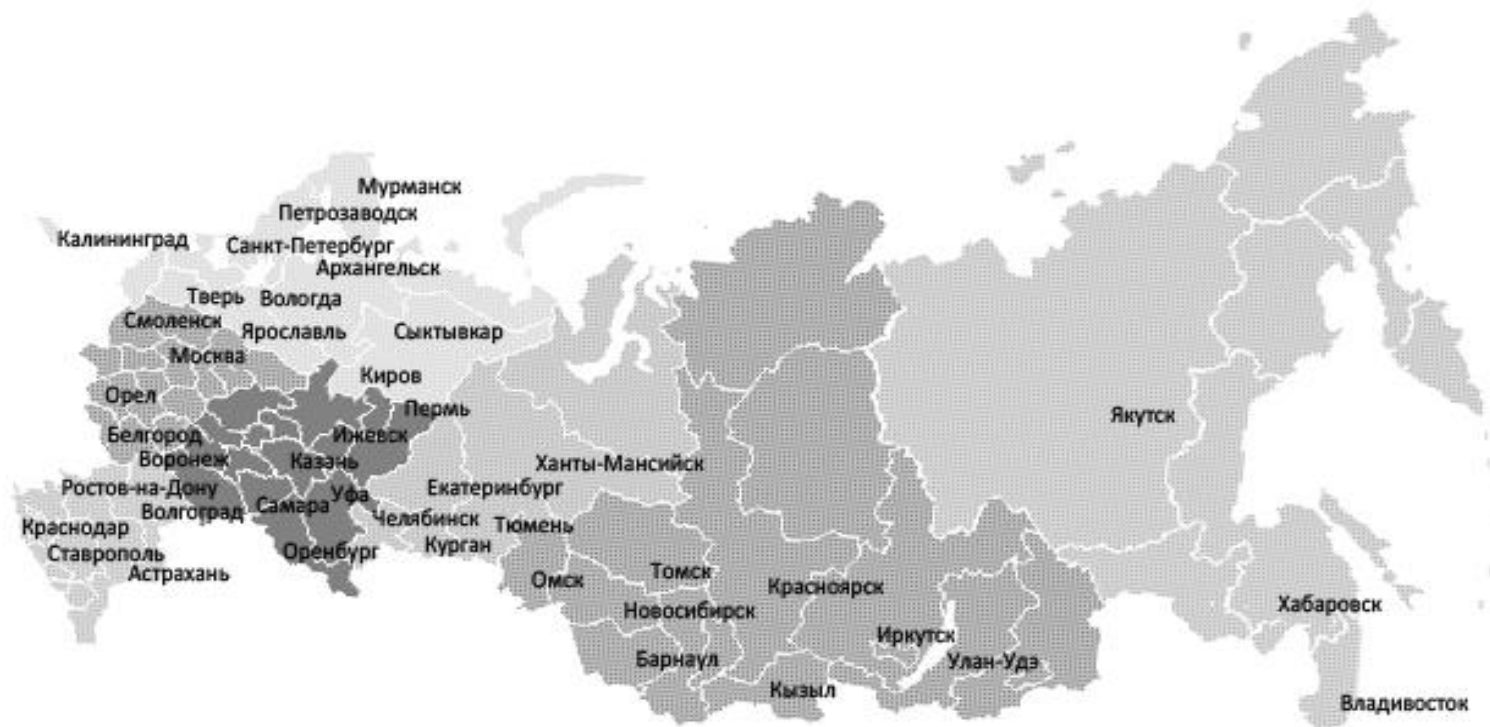 Мурманск
Петрозаводск
Калининград
Санкт-Петербург
Архангельск
Тверь
Вологда
Смоленск
Ярославль
Сыктывкар
Москва
Киров
Орел
Пермь
Якутск
Белгород
Ижевск
Воронеж
Казань
Ханты-Мансийск
Ростов-на-Дону
Екатеринбург
Уфа
Самара
Волгоград
Челябинск
Тюмень
Краснодар
Курган
Ставрополь
Оренбург
Астрахань
Омск
Томск
Красноярск
Новосибирск
Хабаровск
Иркутск
Барнаул
Улан-Удэ
Кызыл
Владивосток